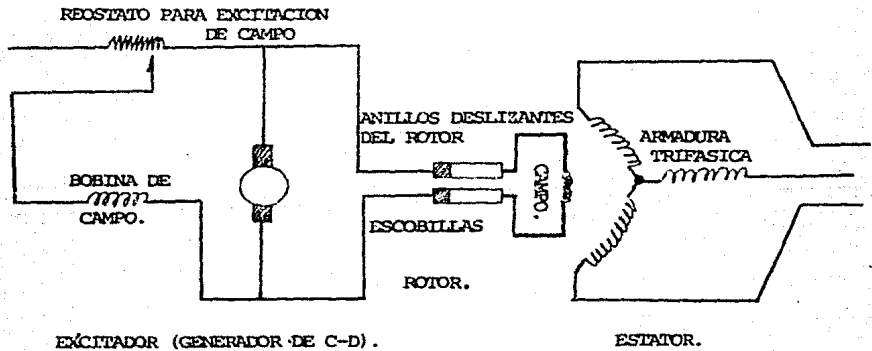 REOSTATO PARA EXCITACION
DE CAMPO
ANILLOS DESLIZANTES
DEL ROTOR
ARMADURA
TRIFASICA
CAMPO.
BOBINA DE
CAMPO.
ESCOBILLAS
ROTOR.
EXCITADOR (GENERADOR DE C-D).
ESTATOR.